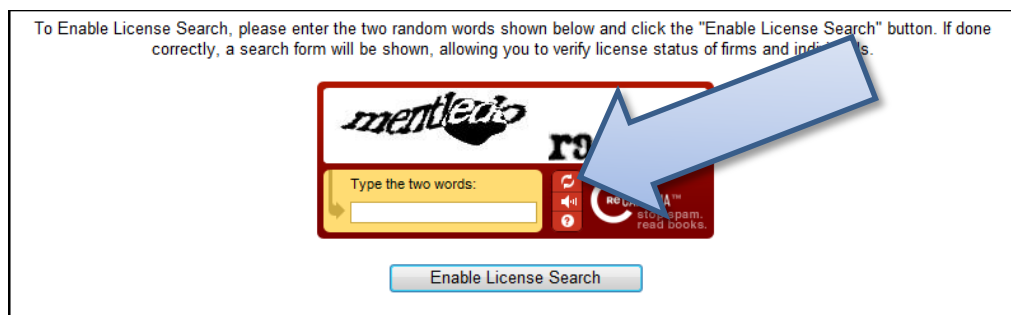 To Enable License Search, please enter the two random words shown below and click the "Enable License Search" button. If done
correctly, a search form will be shown, allowing you to verify license status of firms and
mentledo
Type the two words:
stop spam.
read books.
Enable License Search